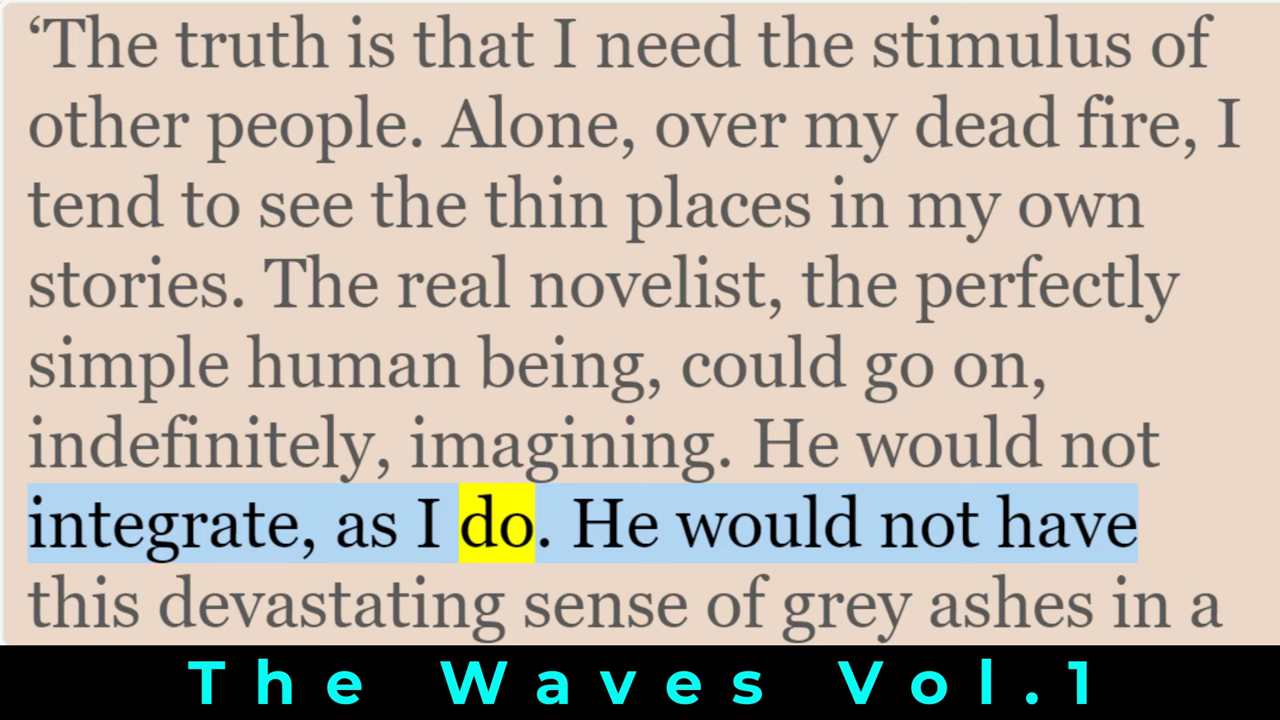 ‘The truth is that I need the stimulus of
other people. Alone, over my dead fire, I
tend to see the thin places in my own
stories. The real novelist, the perfectly
simple human being, could go on,
indefinitely, imagining. He would not
integrate, as I do. He would not have
this devastating sense of grey ashes in a
The Waves Vol.1